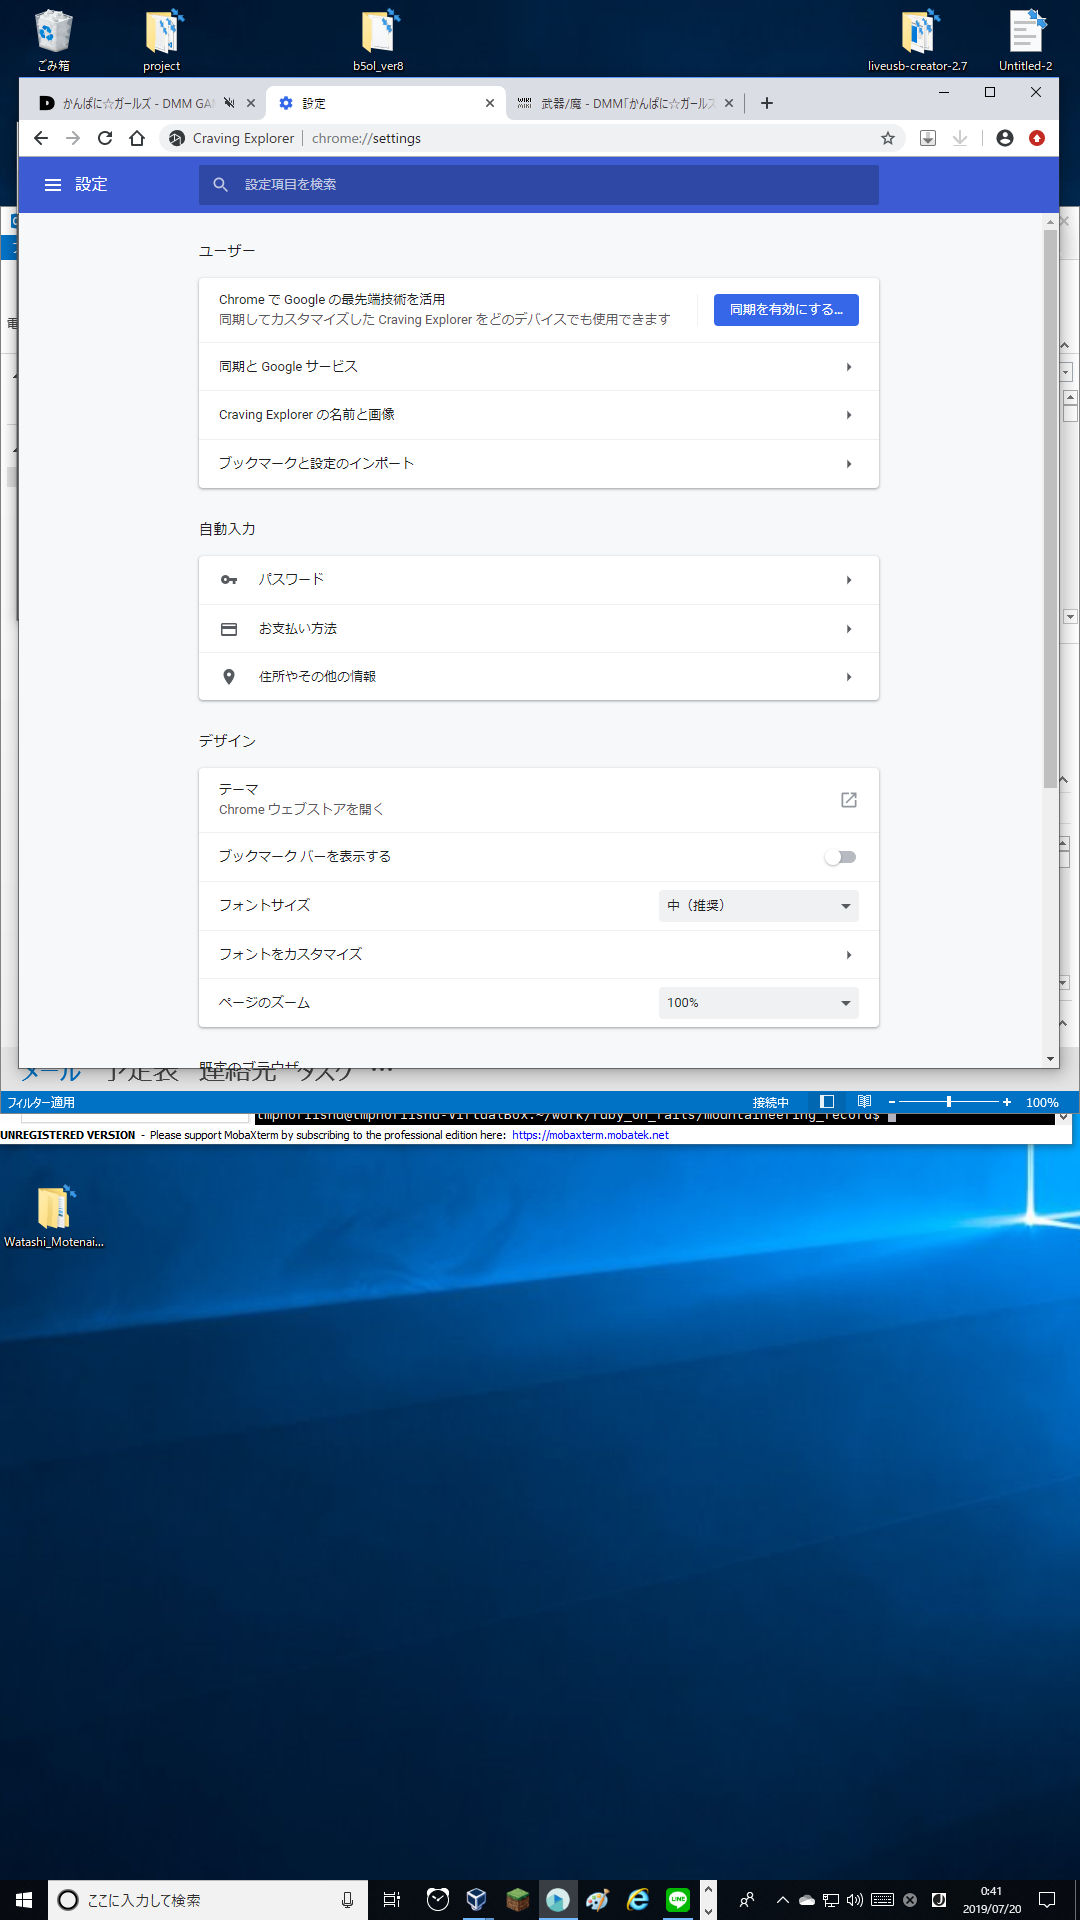 ごみ箱
project
b5ol_ver8
liveusb-creator-2.7
Untitled-2
かんぱに☆ガールズ - DMM GA
設定
武器/魔 - DMM「かんぱに☆ガールズ
Craving Explorer
chrome://settings
設定
設定項目を検索
ユーザー
Chrome で Google の最先端技術を活用
同期してカスタマイズした Craving Explorer をどのデバイスでも使用できます
同期を有効にする...
同期と Google サービス
Craving Explorer の名前と画像
ブックマークと設定のインポート
自動入力
パスワード
お支払い方法
住所やその他の情報
デザイン
テーマ
Chrome ウェブストアを開く
ブックマーク バーを表示する
フォントサイズ
中（推奨）
フォントをカスタマイズ
ページのズーム
100%
既定のブラウザ
メール 予定表 連絡先 タスク ...
フィルター適用
接続中
100%
tmphoriishu@tmphoriishu-VirtualBox:~/work/ruby_on_rails/mountaineering_record$
UNREGISTERED VERSION - Please support MobaXterm by subscribing to the professional edition here: https://mobaxterm.mobatek.net
Watashi_Motenai...
ここに入力して検索
LINE
0:41
2019/07/20